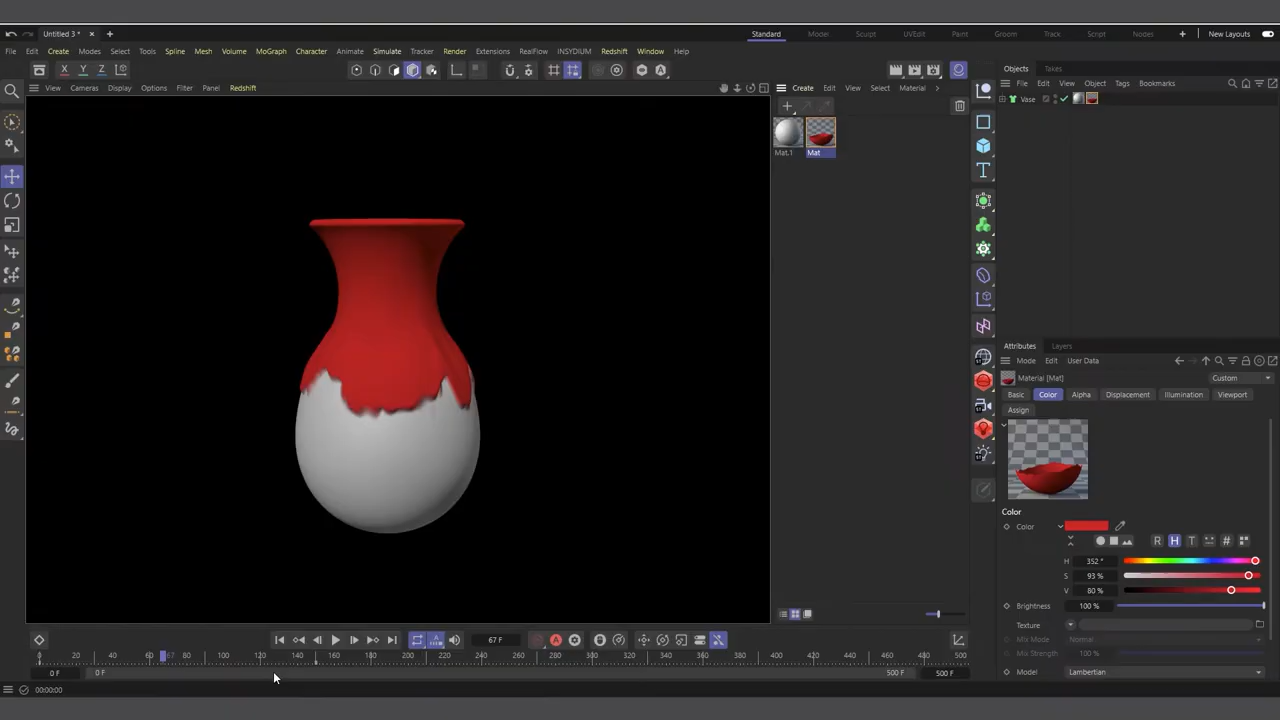 Untitled 3 *
Standard
Model
Sculpt
UVEdit
Paint
Groom
Track
Script
Nodes
New Layouts
File Edit Create Modes Select Tools Spline Mesh Volume MoGraph Character Animate Simulate Tracker Render Extensions RealFlow INSYDIUM Redshift Window Help
X Y Z
View Cameras Display Options Filter Panel Redshift
Create Edit View Select Material
Mat.1 Mat
Objects Takes
File Edit View Object Tags Bookmarks
Vase
Attributes Layers
Mode Edit User Data
Material [Mat]
Custom
Basic Color Alpha Displacement Illumination Viewport
Assign
Color
Color
R H T #
H 352 °
S 93 %
V 80 %
Brightness 100 %
Texture
Mix Mode Normal
Mix Strength 100 %
Model Lambertian
67 F
0 20 40 60 67 80 100 120 140 160 180 200 220 240 260 280 300 320 340 360 380 400 420 440 460 480 500
0 F 0 F 500 F 500 F
00:00:00